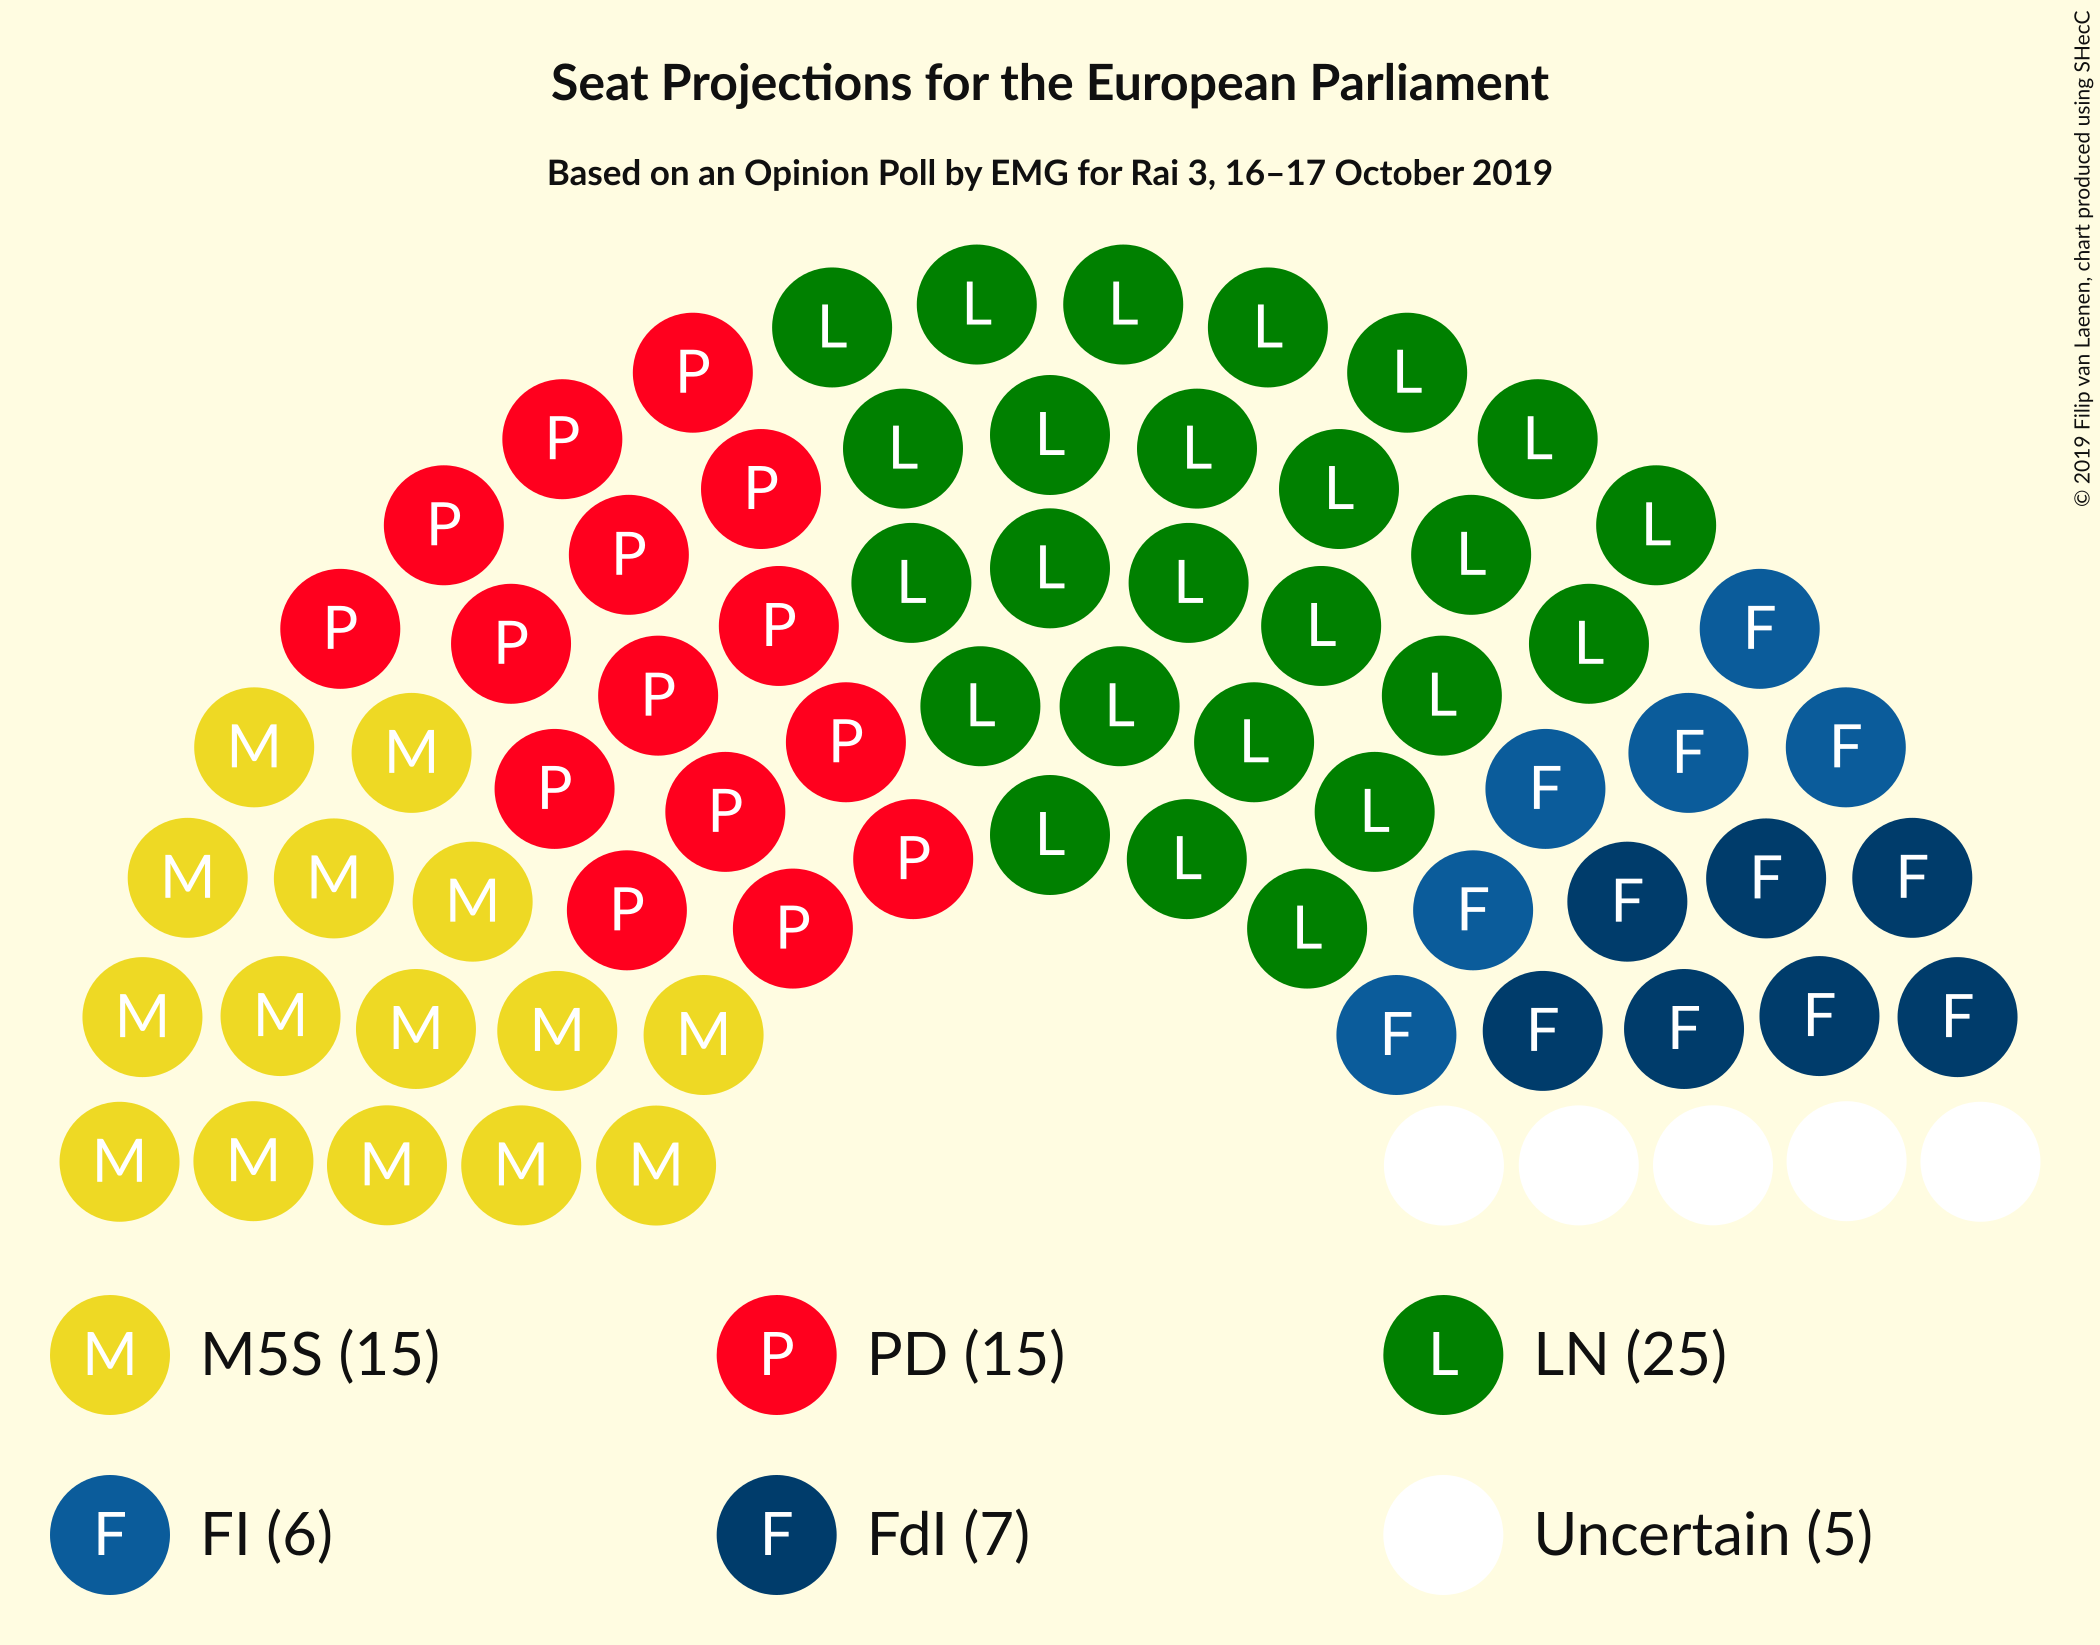 Seat Projections for the European Parliament
Based on an Opinion Poll by EMG for Rai 3, 16–17 October 2019
© 2019 Filip van Laenen, chart produced using SHecC
L L L L
P L
P L
L L L
P L
P L
P L
P L
L L L
P L
P F
P L
P L
L L
P L
M F
M F
P F
P L
L
P L
M M M F F F
P F
P L
M M M M M F F F F F
M M M M M
M M5S (15)
P PD (15)
L LN (25)
F FI (6)
F FdI (7)
Uncertain (5)